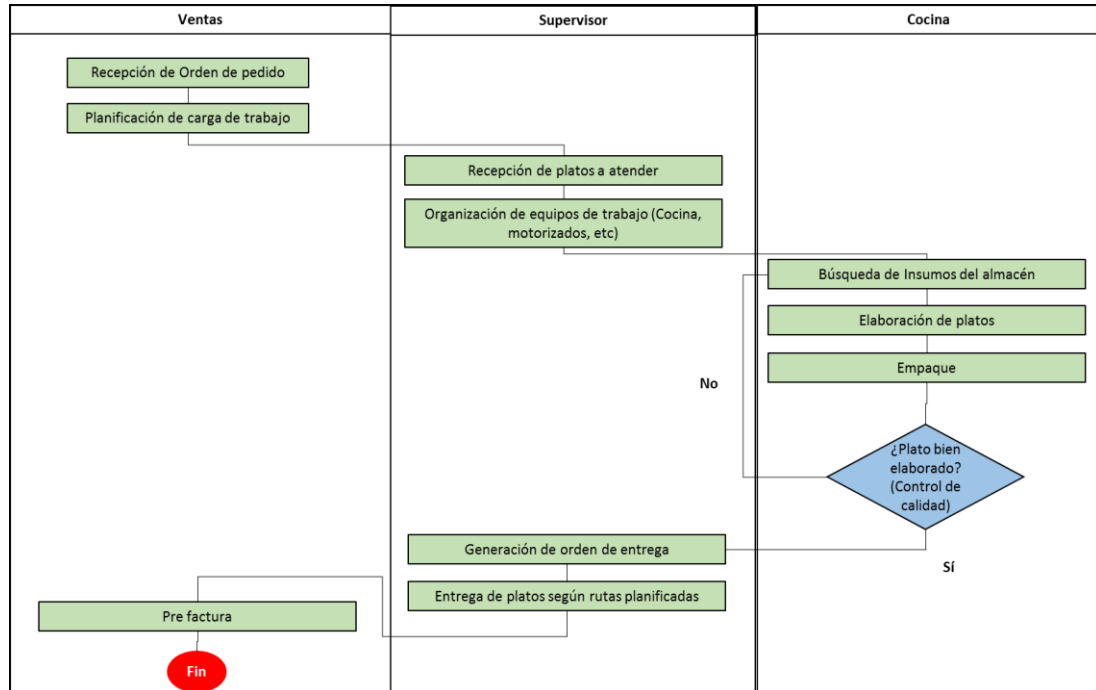 Ventas
Supervisor
Cocina
Recepción de Orden de pedido
Planificación de carga de trabajo
Recepción de platos a atender
Organización de equipos de trabajo (Cocina,
motorizados, etc)
Búsqueda de Insumos del almacén
Elaboración de platos
Empaque
No
¿Plato bien
elaborado?
(Control de
calidad)
Sí
Generación de orden de entrega
Entrega de platos según rutas planificadas
Pre factura
Fin